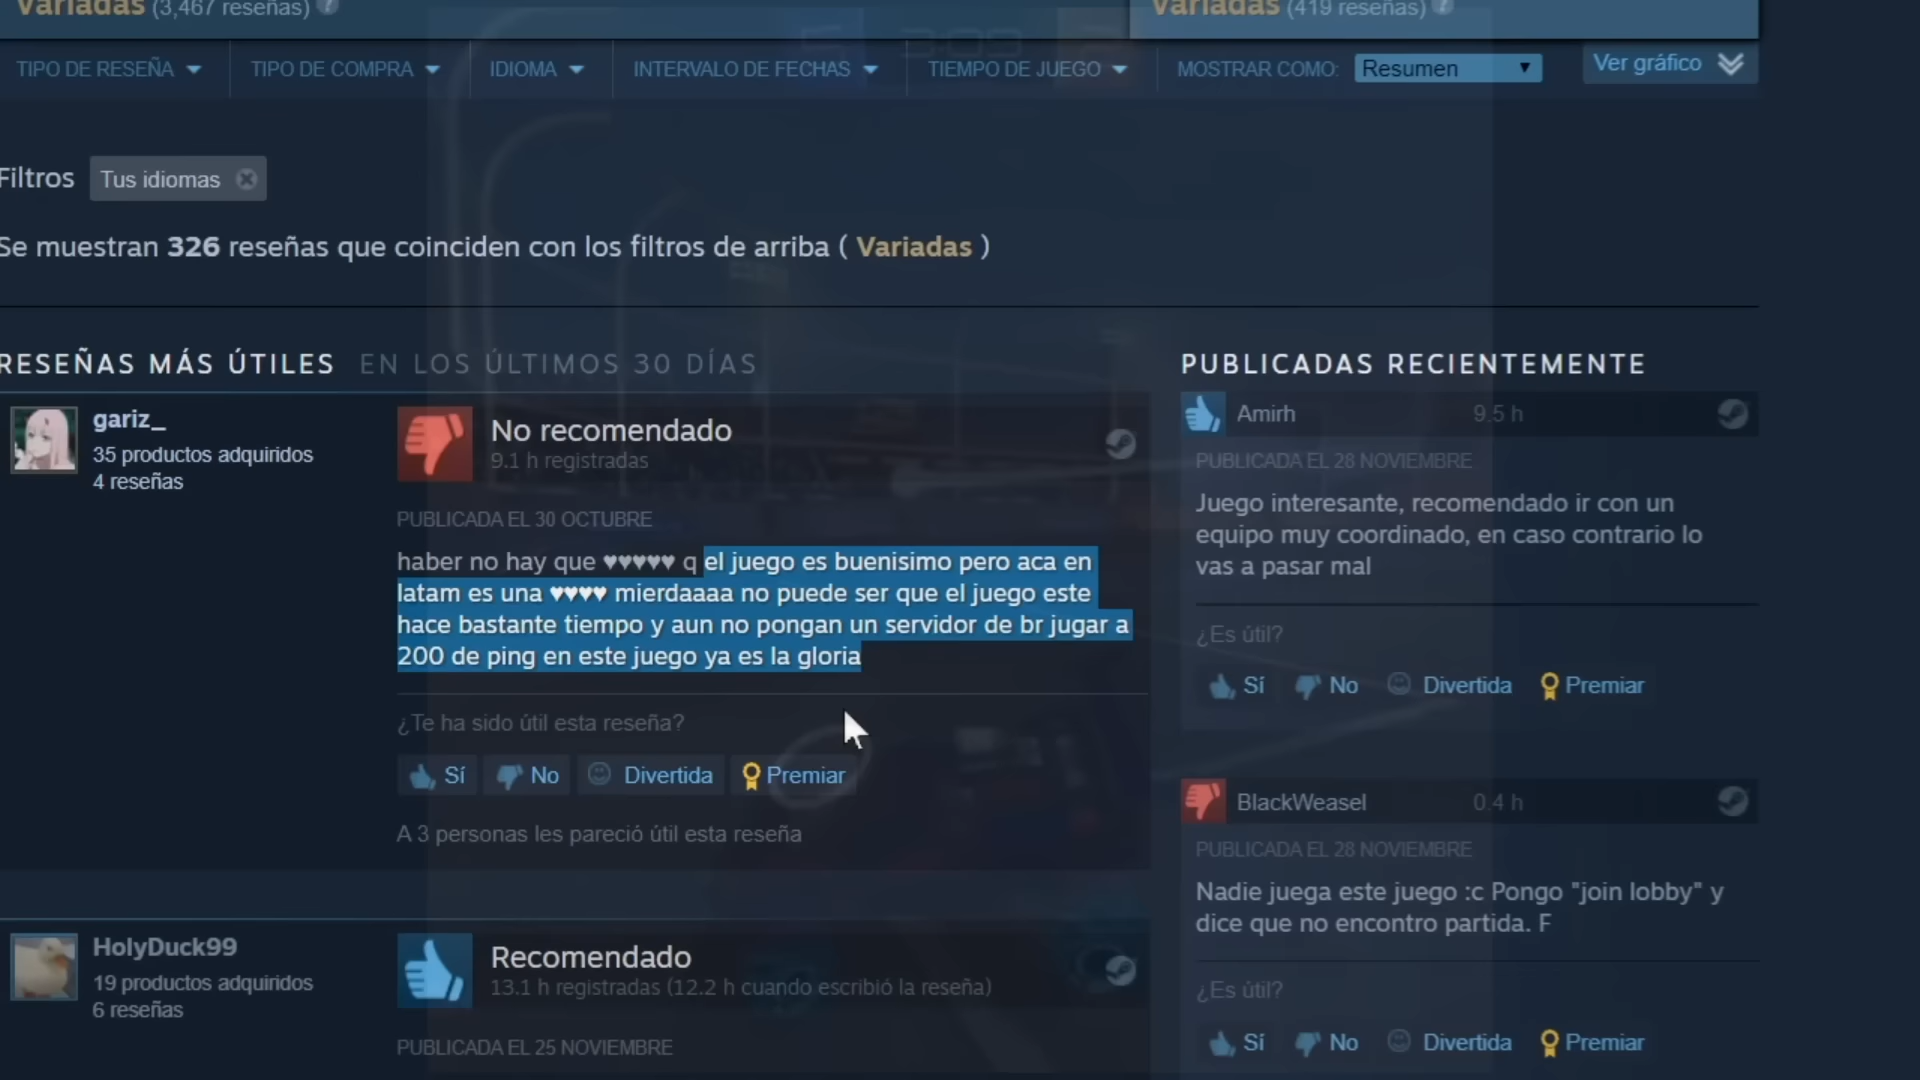 Variadas (3,467 reseñas) ?
Variadas (419 reseñas) ?
TIPO DE RESEÑA
TIPO DE COMPRA
IDIOMA
INTERVALO DE FECHAS
TIEMPO DE JUEGO
MOSTRAR COMO:
Resumen
Ver gráfico
Filtros
Tus idiomas
Se muestran 326 reseñas que coinciden con los filtros de arriba ( Variadas )
RESEÑAS MÁS ÚTILES EN LOS ÚLTIMOS 30 DÍAS
gariz_
35 productos adquiridos
4 reseñas
No recomendado
9.1 h registradas
PUBLICADA EL 30 OCTUBRE
haber no hay que ♥♥♥♥♥ q el juego es buenisimo pero aca en
latam es una ♥♥♥♥ mierdaaaa no puede ser que el juego este
hace bastante tiempo y aun no pongan un servidor de br jugar a
200 de ping en este juego ya es la gloria
¿Te ha sido útil esta reseña?
Sí No Divertida Premiar
A 3 personas les pareció útil esta reseña
HolyDuck99
19 productos adquiridos
6 reseñas
Recomendado
13.1 h registradas (12.2 h cuando escribió la reseña)
PUBLICADA EL 25 NOVIEMBRE
PUBLICADAS RECIENTEMENTE
Amirh 9.5 h
PUBLICADA EL 28 NOVIEMBRE
Juego interesante, recomendado ir con un
equipo muy coordinado, en caso contrario lo
vas a pasar mal
¿Es útil?
Sí No Divertida Premiar
BlackWeasel 0.4 h
PUBLICADA EL 28 NOVIEMBRE
Nadie juega este juego :c Pongo "join lobby" y
dice que no encontro partida. F
¿Es útil?
Sí No Divertida Premiar